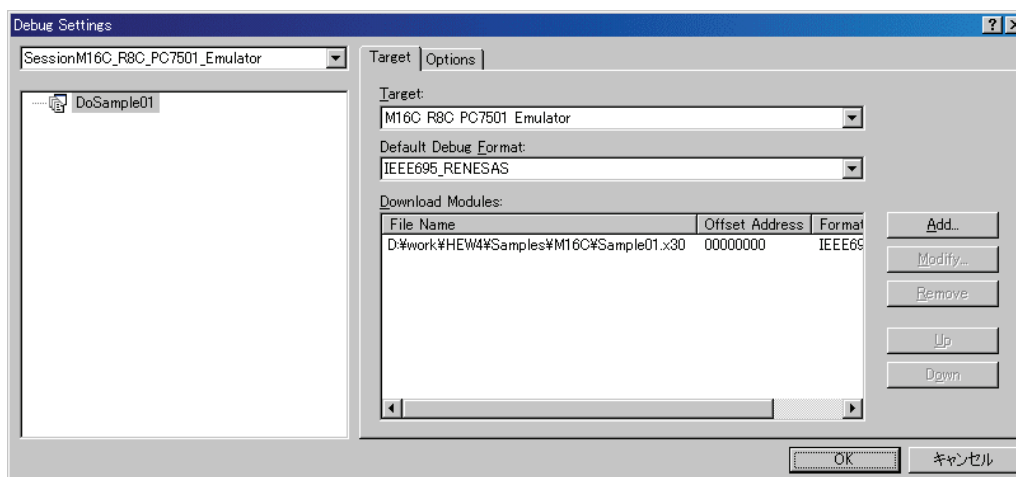 Debug Settings
SessionM16C_R8C_PC7501_Emulator
DoSample01
Target
Options
Target:
M16C R8C PC7501 Emulator
Default Debug Format:
IEEE695_RENESAS
Download Modules:
File Name Offset Address Format
D:¥work¥HEW4¥Samples¥M16C¥Sample01.x30 00000000 IEEE69
Add...
Modify...
Remove
Up
Down
OK
キャンセル